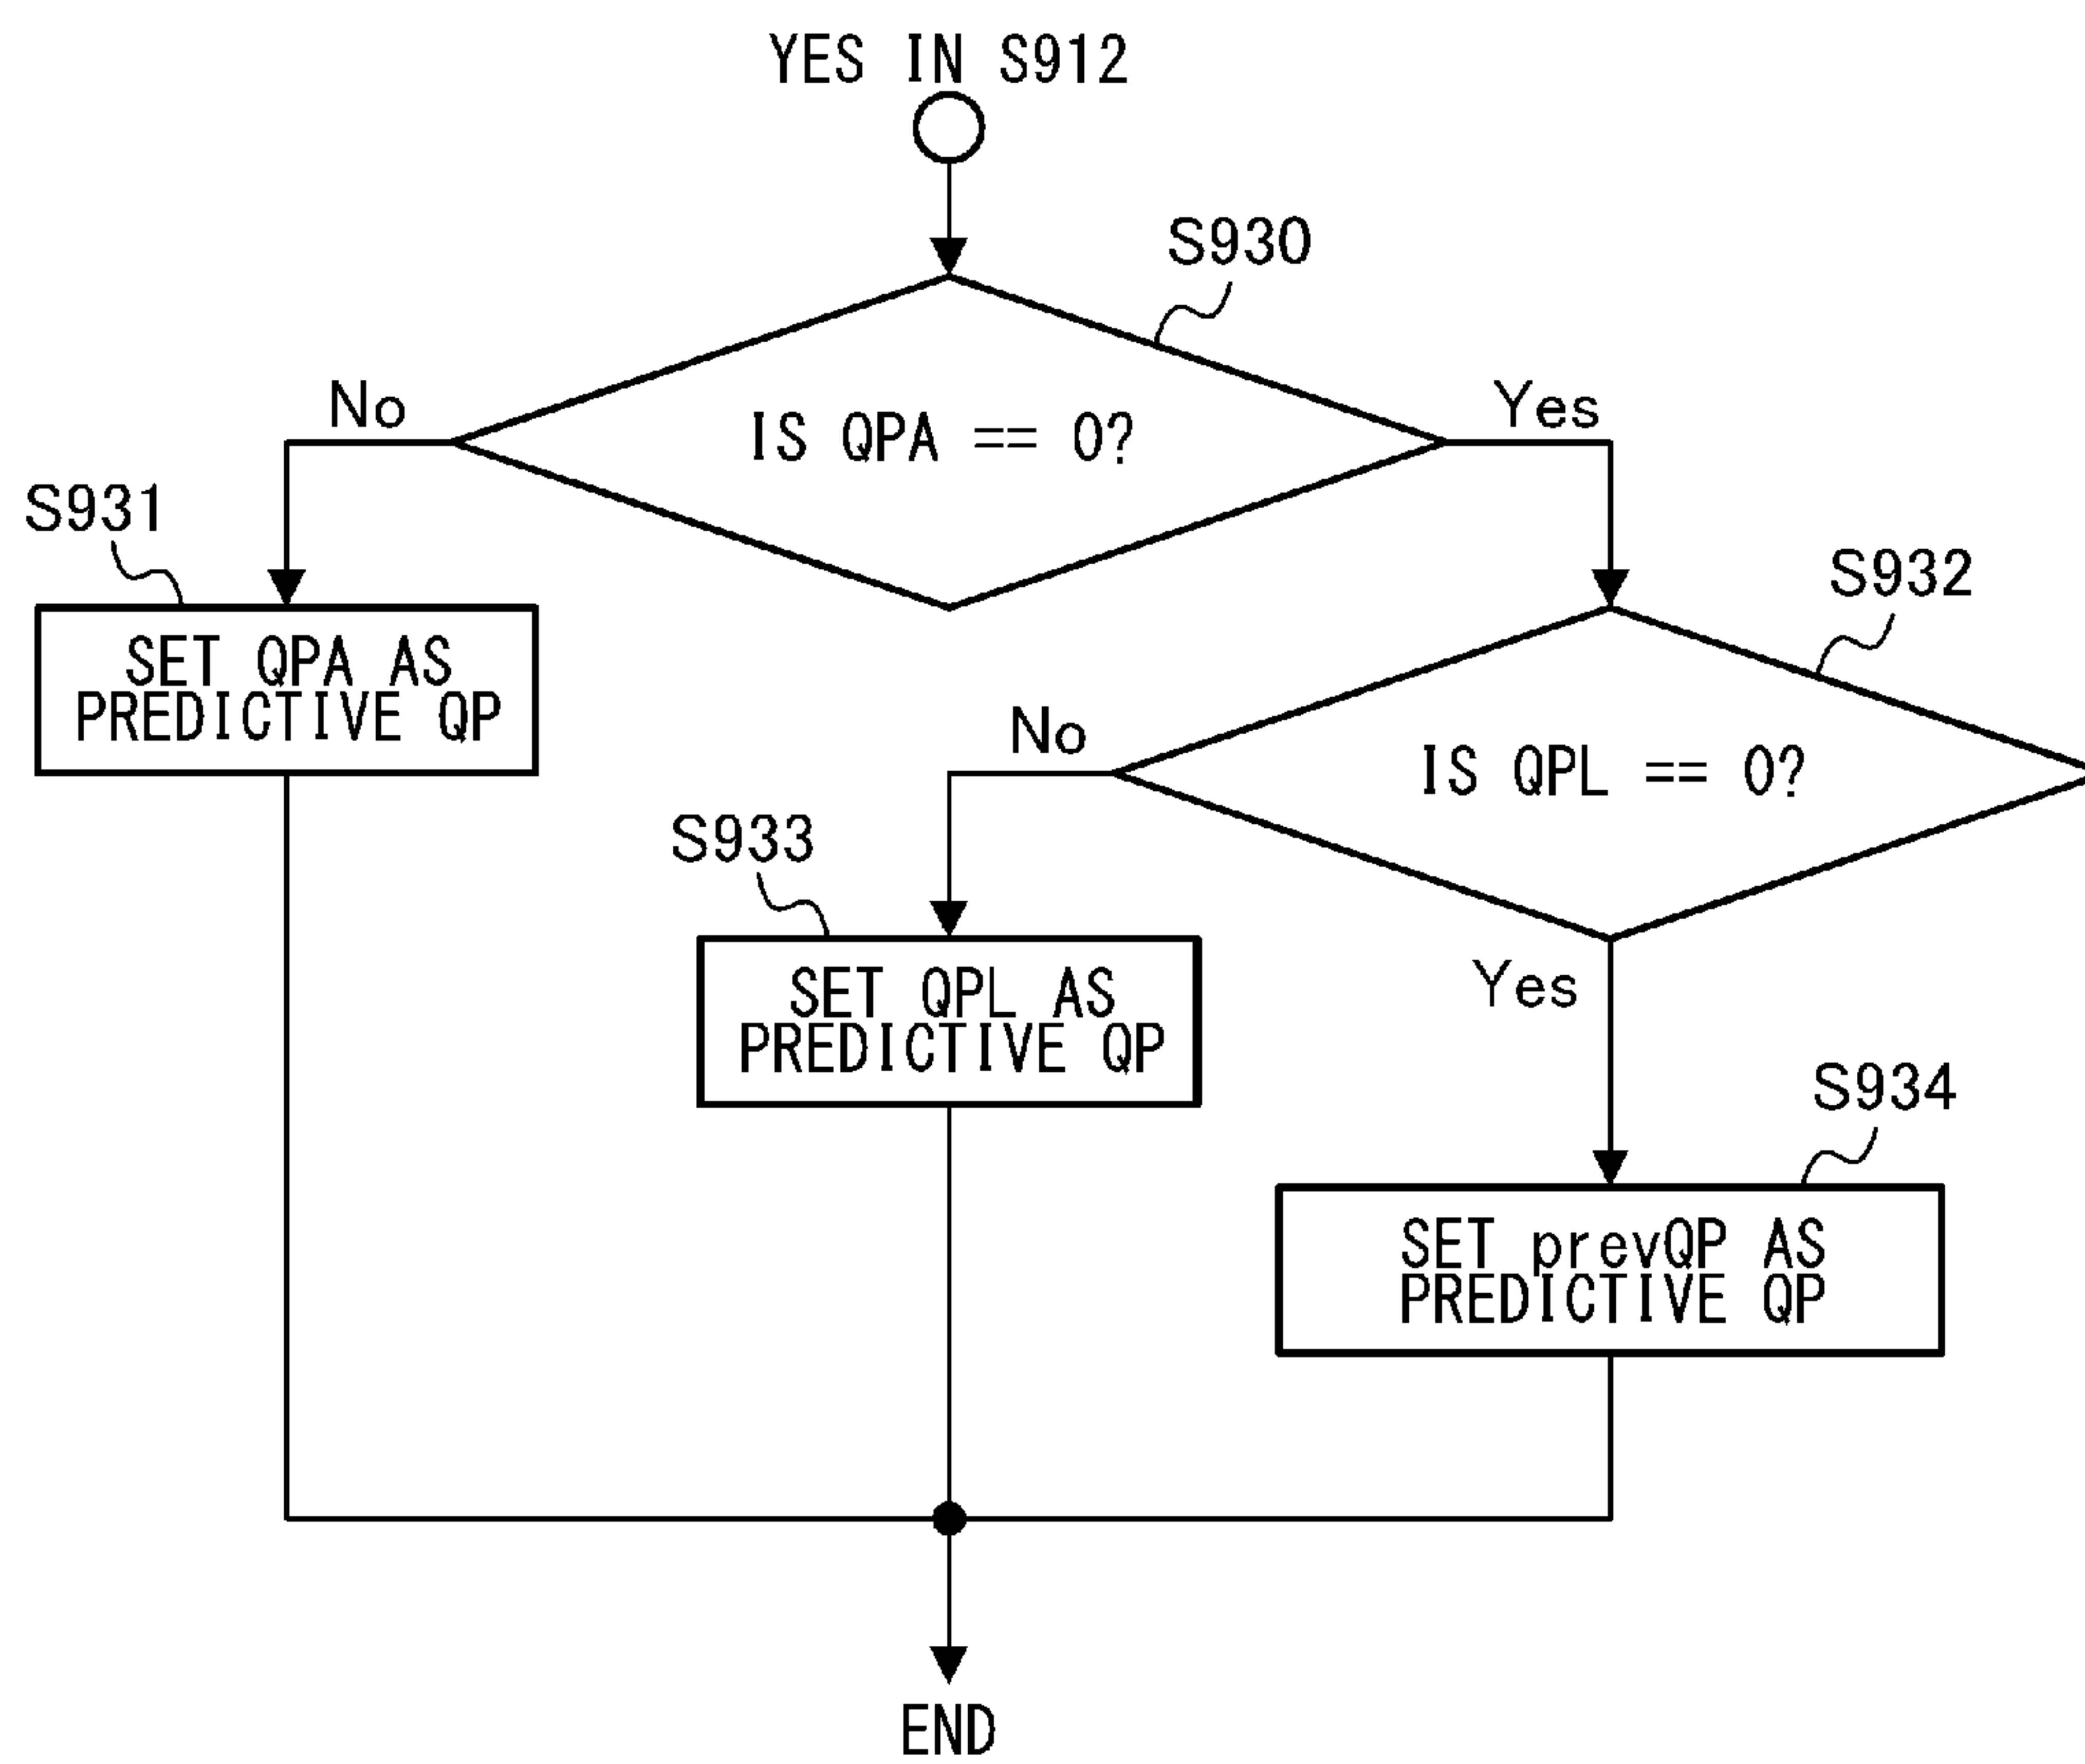 YES IN S912
S930
No
IS QPA == 0?
Yes
S931
S932
SET QPA AS
PREDICTIVE QP
No
IS QPL == 0?
S933
SET QPL AS
PREDICTIVE QP
Yes
S934
SET prevQP AS
PREDICTIVE QP
END